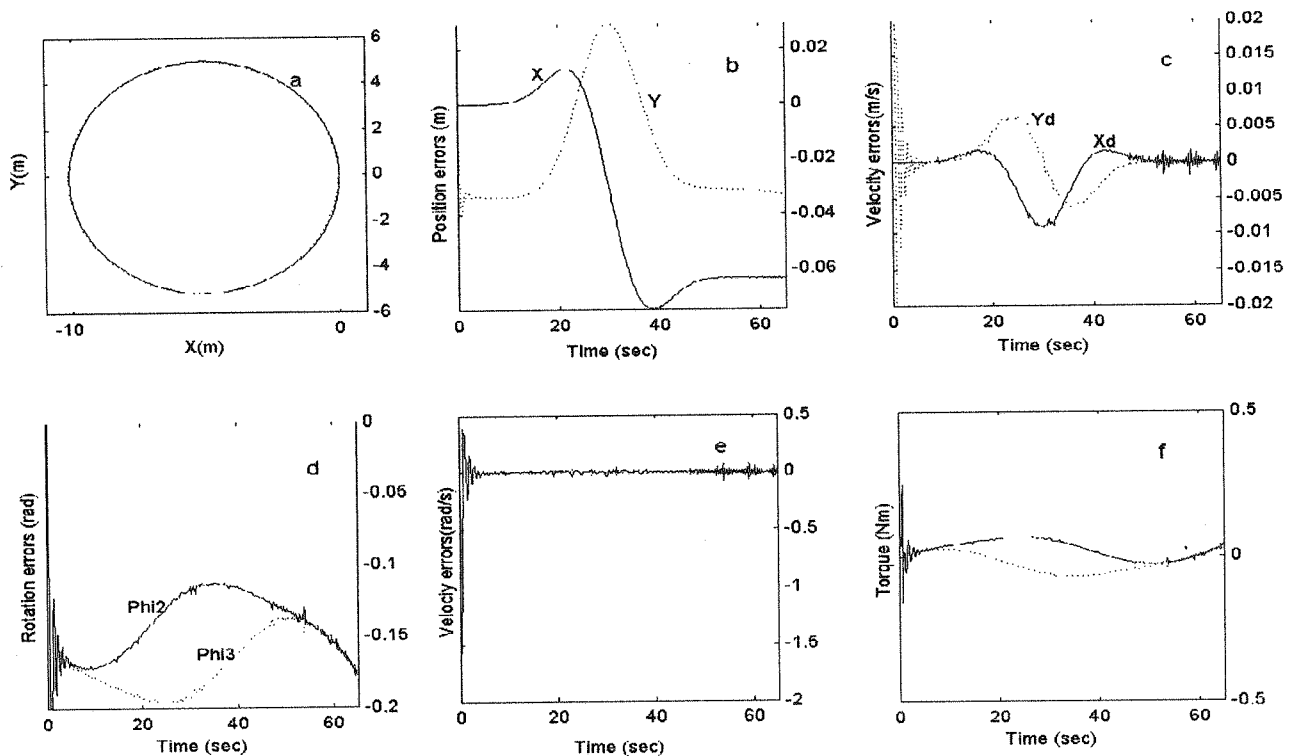 a
Y(m)
6
4
2
0
-2
-4
-6
-10
0
X(m)
b
X
Y
Position errors (m)
0.02
0
-0.02
-0.04
-0.06
0
20
40
60
Time (sec)
c
Yd
Xd
Velocity errors(m/s)
0.02
0.015
0.01
0.005
0
-0.005
-0.01
-0.015
-0.02
0
20
40
60
Time (sec)
d
Phi2
Phi3
Rotation errors (rad)
0
-0.05
-0.1
-0.15
-0.2
0
20
40
60
Time (sec)
e
Velociy errors(rad/s)
0.5
0
-0.5
-1
-1.5
-2
0
20
40
60
Time (sec)
f
Torque (Nm)
0.5
0
-0.5
0
20
40
60
Time (sec)